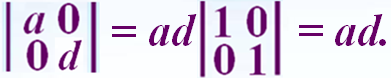 |a 0| = ad|1 0| = ad.
|0 d| |0 1|